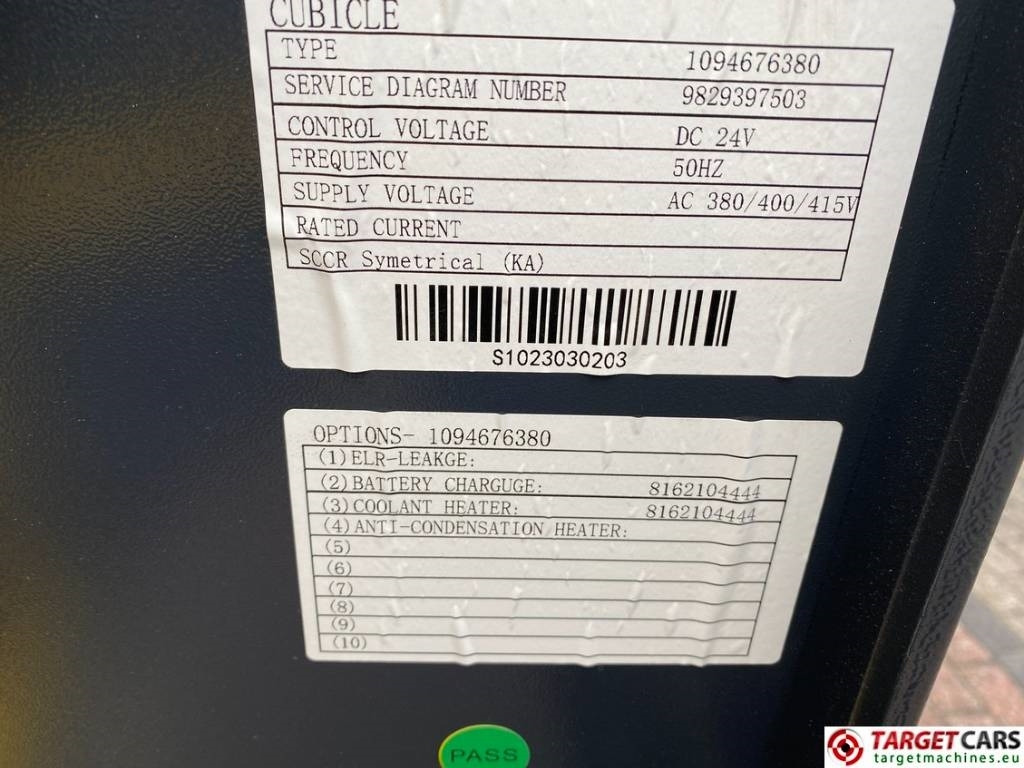 CUBICLE
TYPE 1094676380
SERVICE DIAGRAM NUMBER 9829397503
CONTROL VOLTAGE DC 24V
FREQUENCY 50HZ
SUPPLY VOLTAGE AC 380/400/415V
RATED CURRENT
SCCR Symetrical (KA)
S1023030203
OPTIONS- 1094676380
(1) ELR-LEAKGE:
(2) BATTERY CHARGUGE: 8162104444
(3) COOLANT HEATER: 8162104444
(4) ANTI-CONDENSATION HEATER:
(5)
(6)
(7)
(8)
(9)
(10)
PASS
TARGETCARS
targetmachines.eu